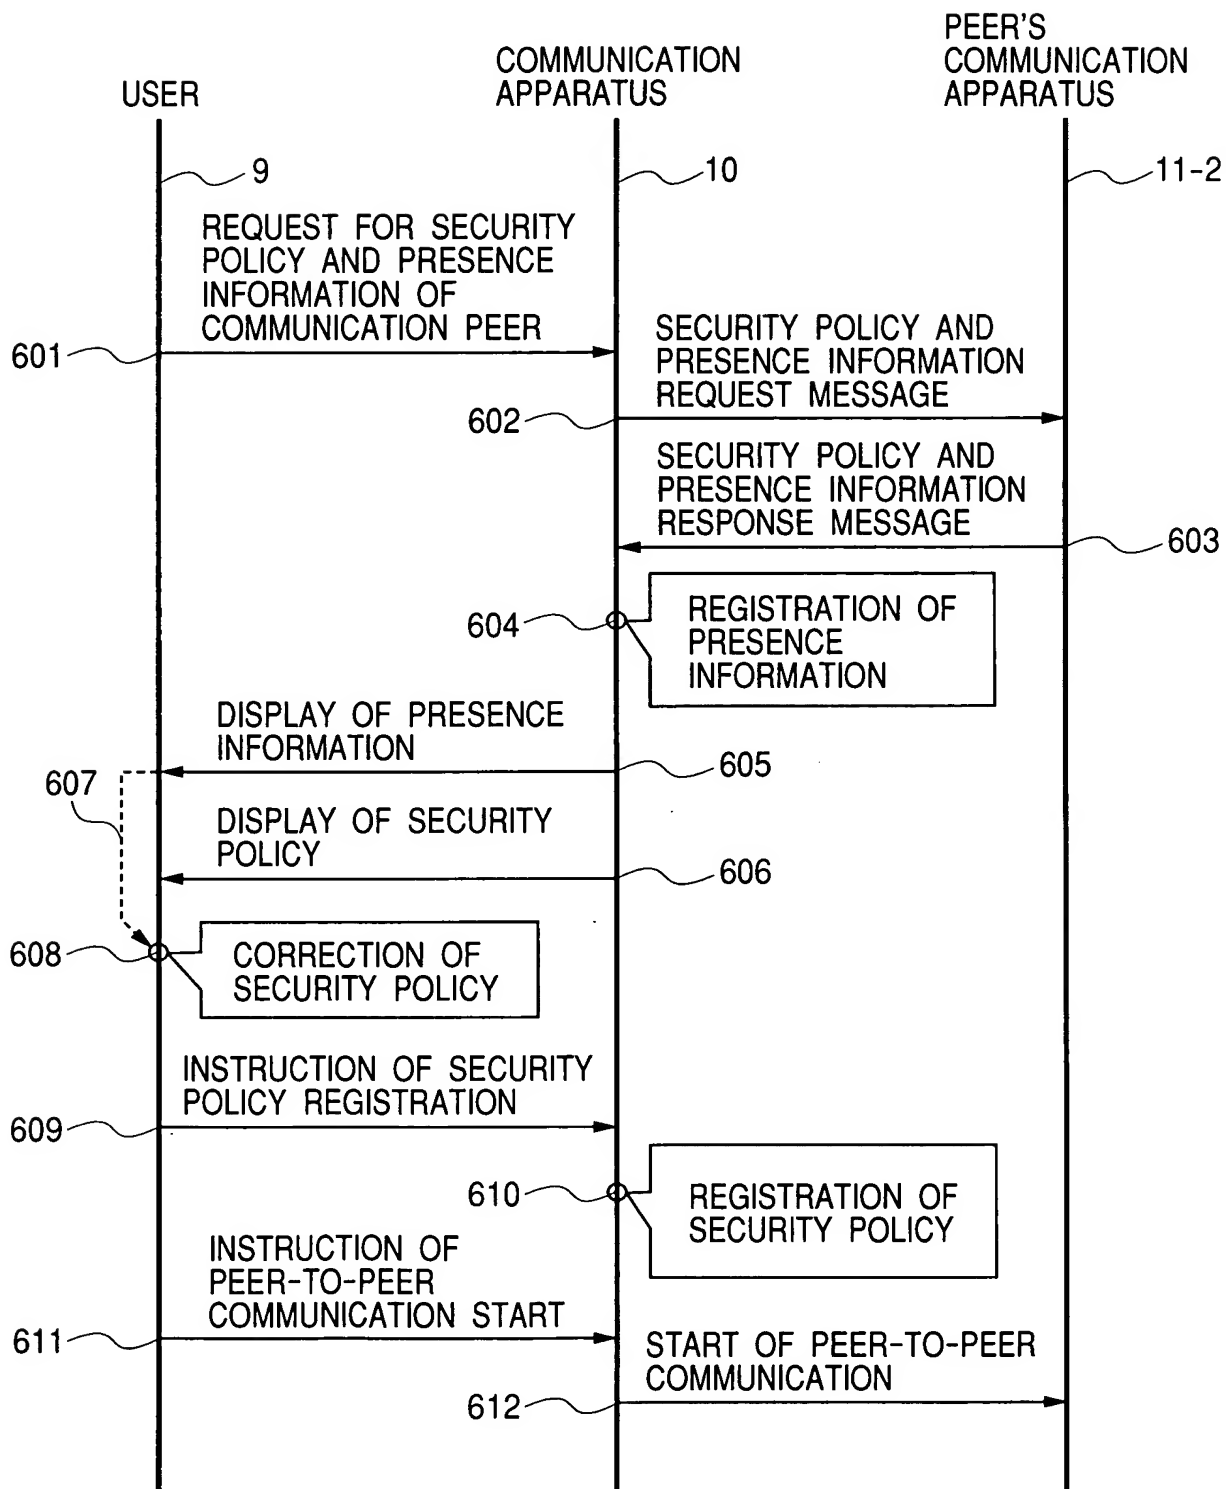 USER
COMMUNICATION
APPARATUS
PEER'S
COMMUNICATION
APPARATUS
9
10
11-2
REQUEST FOR SECURITY
POLICY AND PRESENCE
INFORMATION OF
COMMUNICATION PEER
601
SECURITY POLICY AND
PRESENCE INFORMATION
REQUEST MESSAGE
602
SECURITY POLICY AND
PRESENCE INFORMATION
RESPONSE MESSAGE
603
604
REGISTRATION OF
PRESENCE
INFORMATION
DISPLAY OF PRESENCE
INFORMATION
605
607
DISPLAY OF SECURITY
POLICY
606
608
CORRECTION OF
SECURITY POLICY
INSTRUCTION OF SECURITY
POLICY REGISTRATION
609
610
REGISTRATION OF
SECURITY POLICY
INSTRUCTION OF
PEER-TO-PEER
COMMUNICATION START
611
START OF PEER-TO-PEER
COMMUNICATION
612